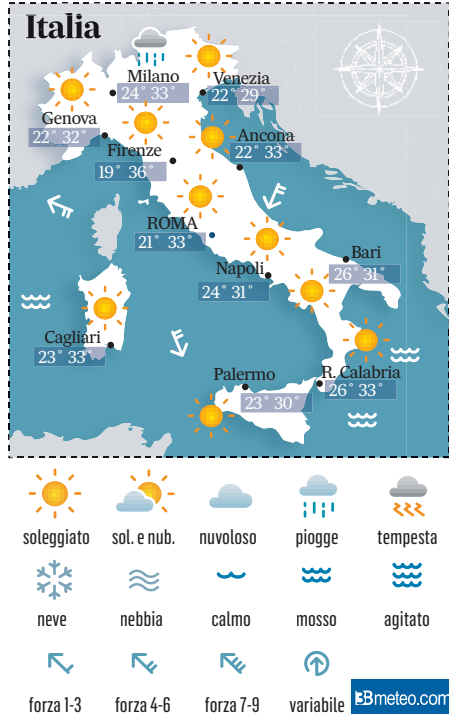 Italia
Milano
24° 33°
Venezia
22° 29°
Genova
22° 32°
Ancona
22° 33°
Firenze
19° 36°
ROMA
21° 33°
Bari
26° 31°
Napoli
24° 31°
Cagliari
23° 33°
Palermo
23° 30°
R. Calabria
26° 33°
soleggiato
sol. e nub.
nuvoloso
piogge
tempesta
neve
nebbia
calmo
mosso
agitato
forza 1-3
forza 4-6
forza 7-9
variabile
3Bmeteo.com